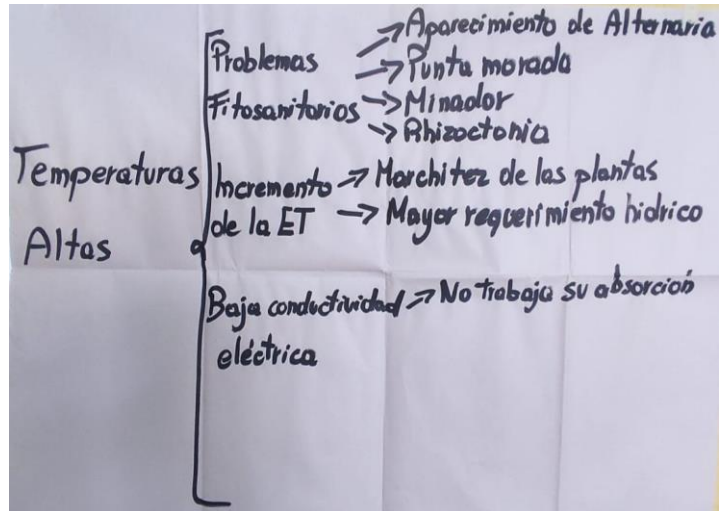 Temperaturas
Altas
Problemas
Fitosanitorios
→ Aparecimiento de Alternaria
→ Punta morada
→ Minador
→ Rhizoctonia
Incremento
de la ET
→ Marchitez de las plantas
→ Mayor requerimiento hidrico
Baja conductividad
eléctrica
→ No trabaja su absorción